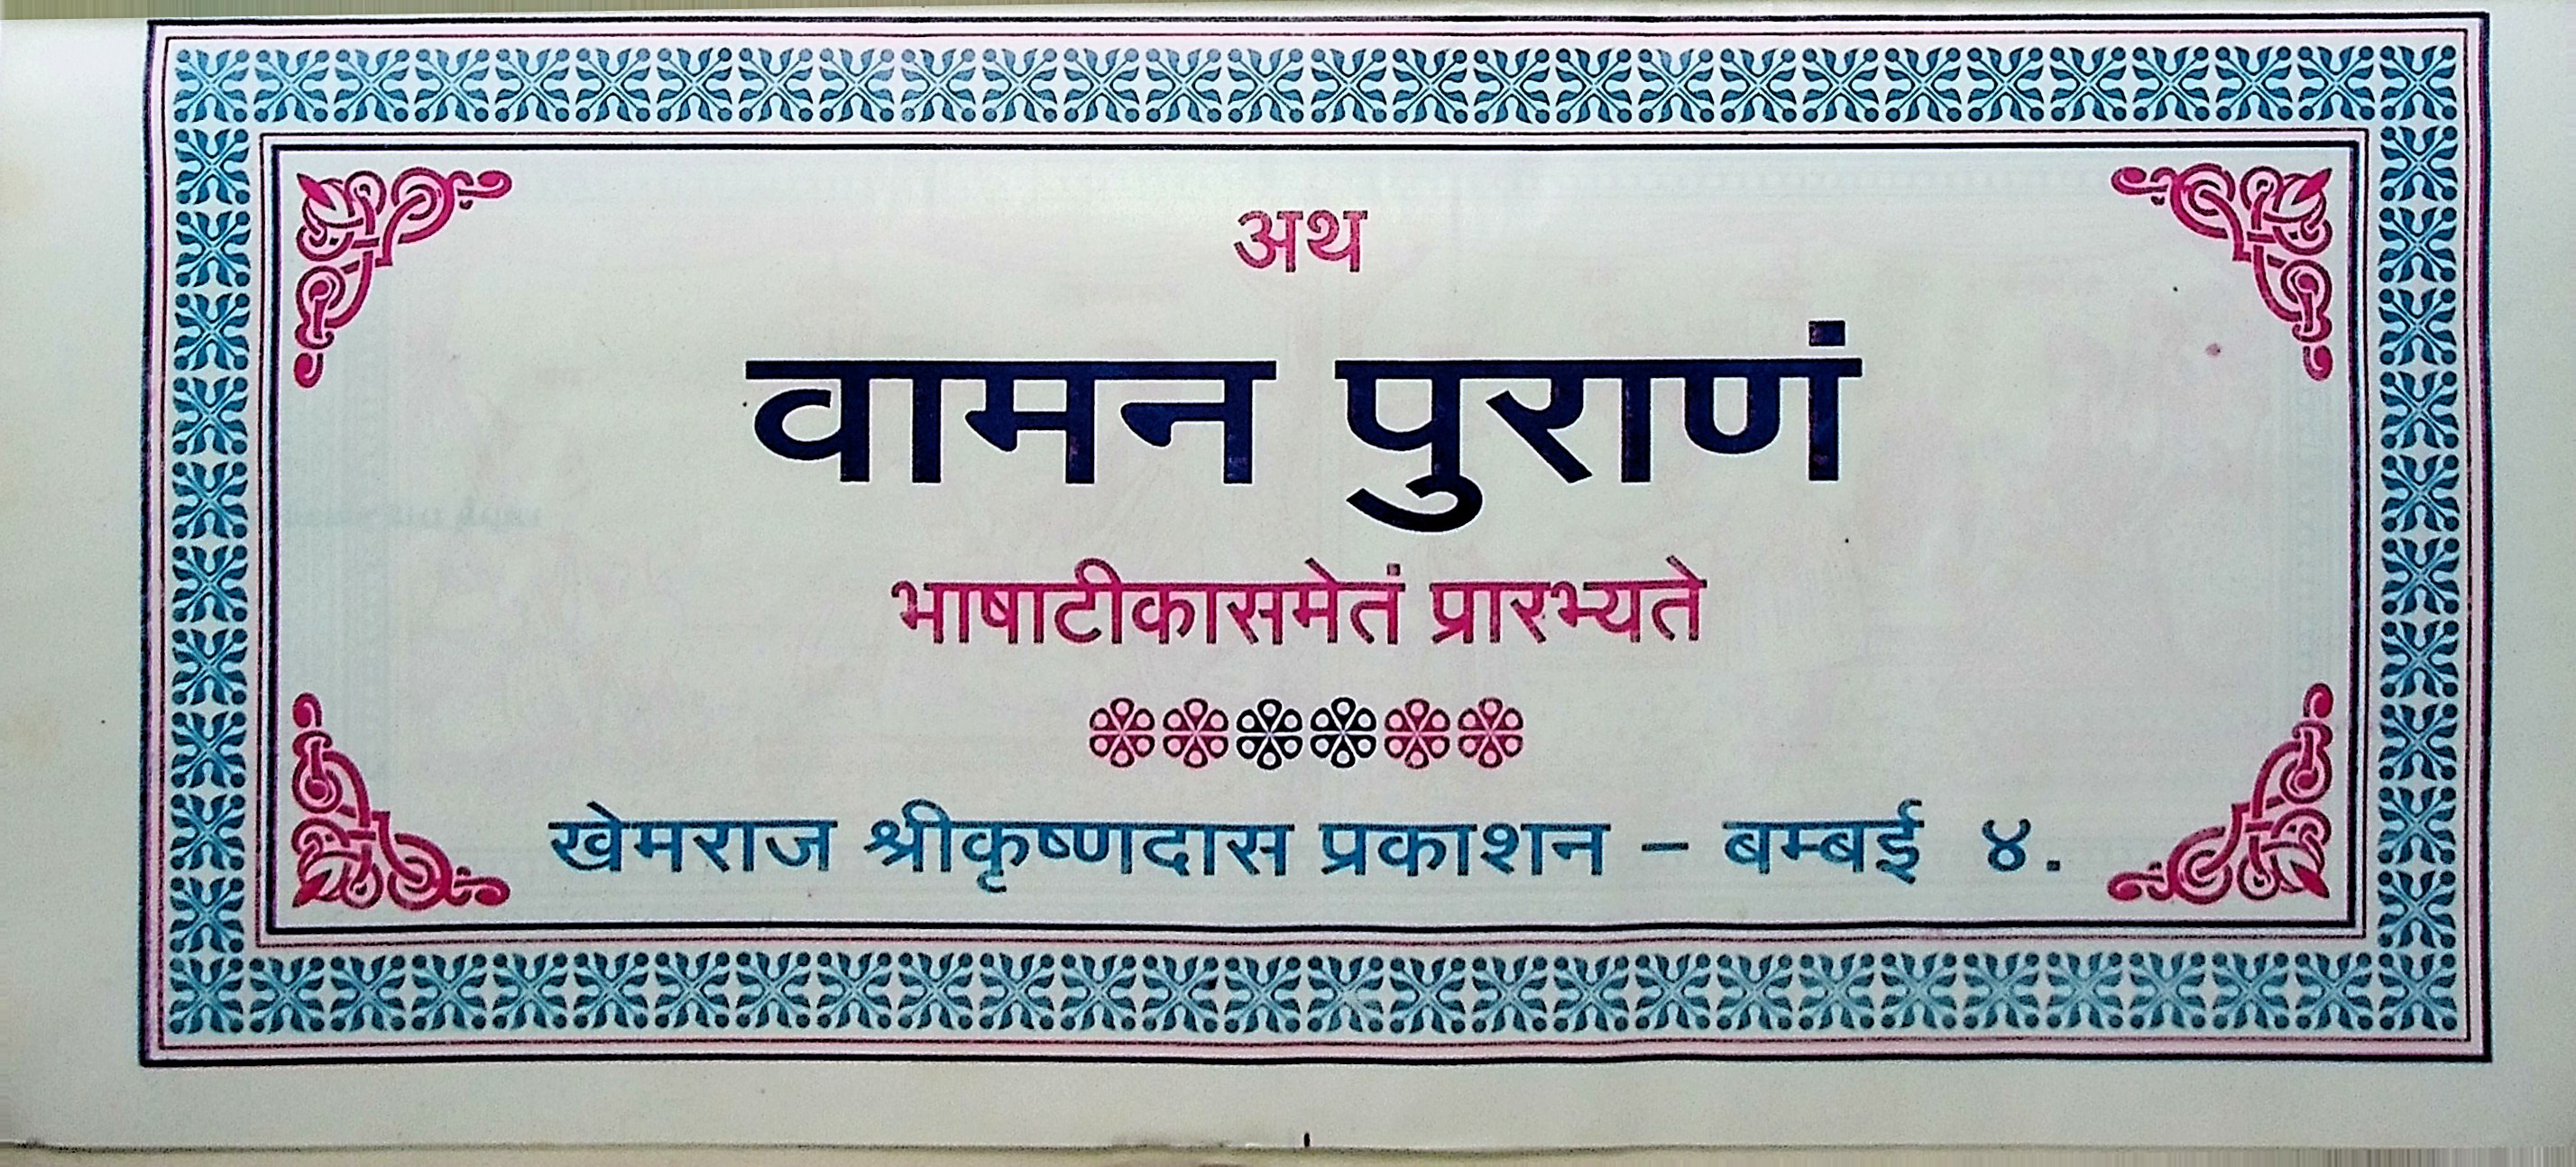 अथ
वामन पुराणं
भाषाटीकासमेतं प्रारभ्यते
खेमराज श्रीकृष्णदास प्रकाशन – बम्बई ४.